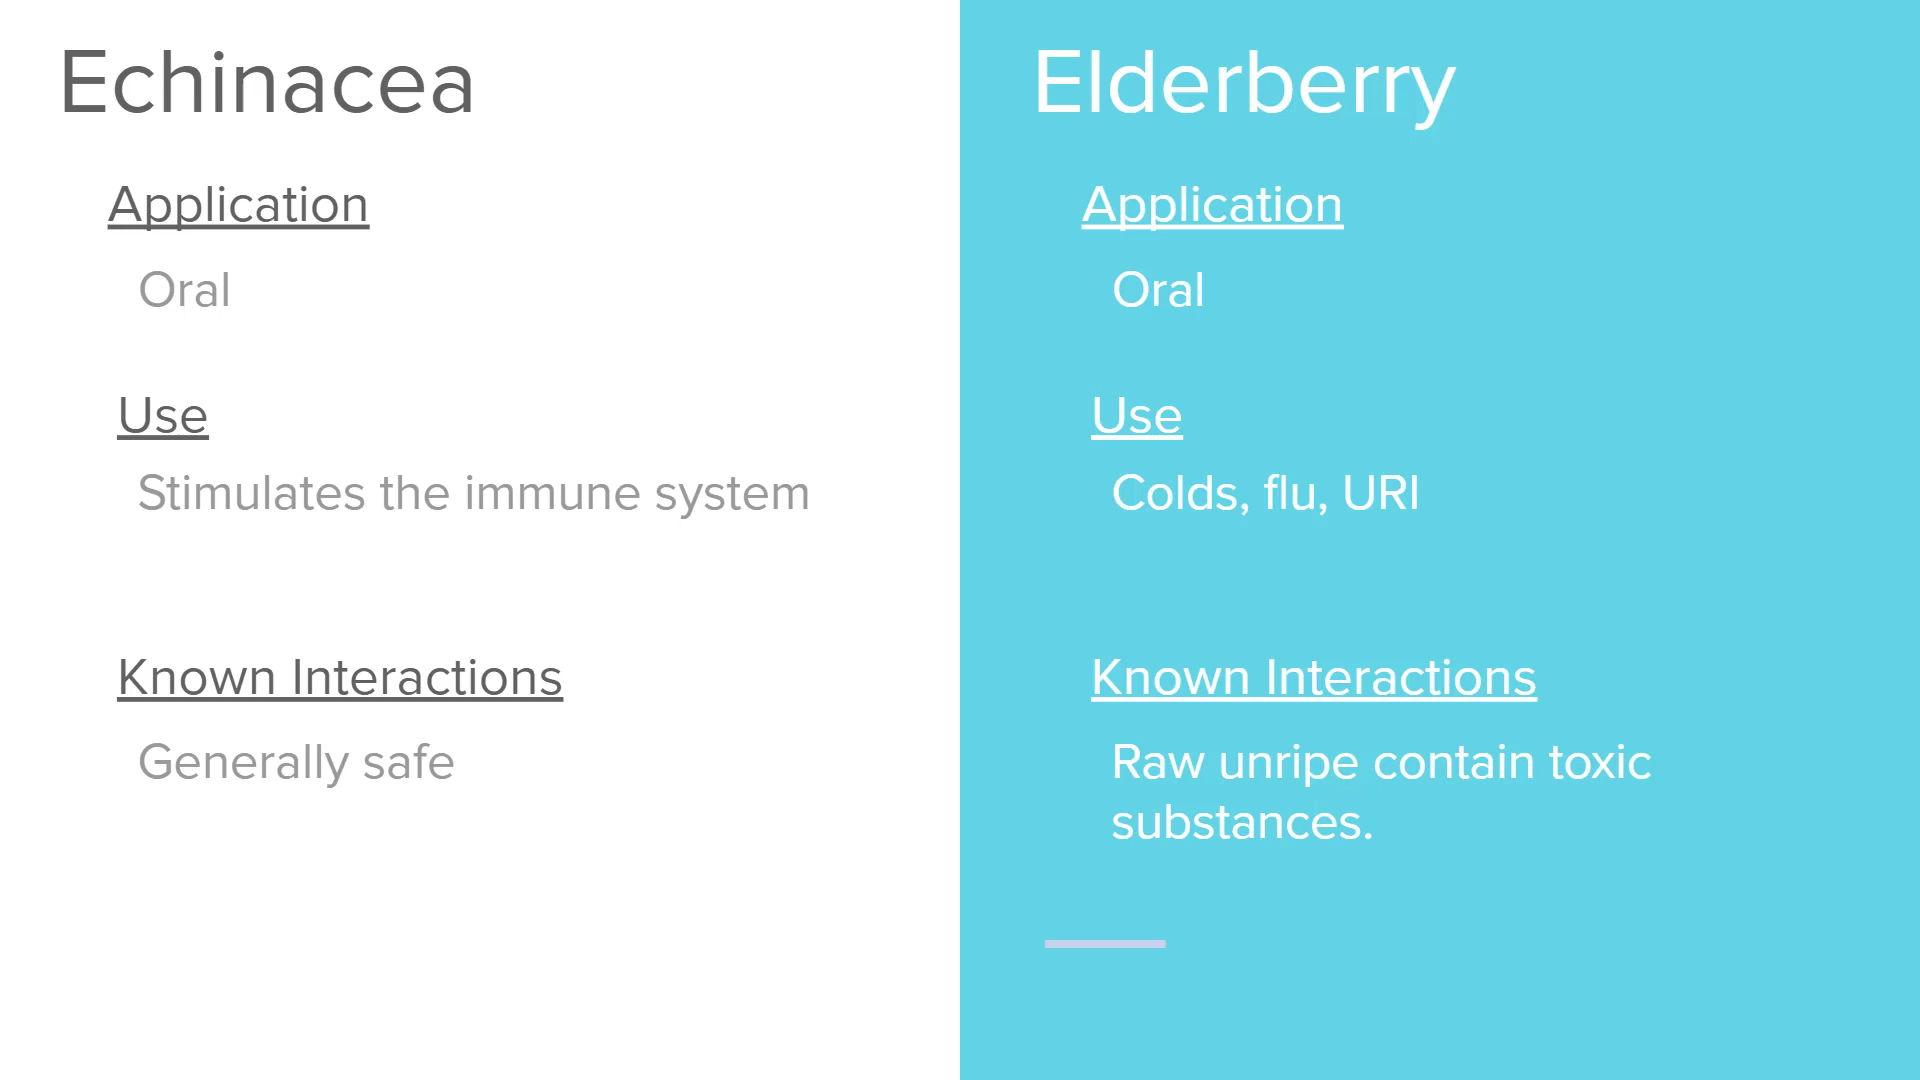 Echinacea
Application
Oral
Use
Stimulates the immune system
Known Interactions
Generally safe
Elderberry
Application
Oral
Use
Colds, flu, URI
Known Interactions
Raw unripe contain toxic
substances.